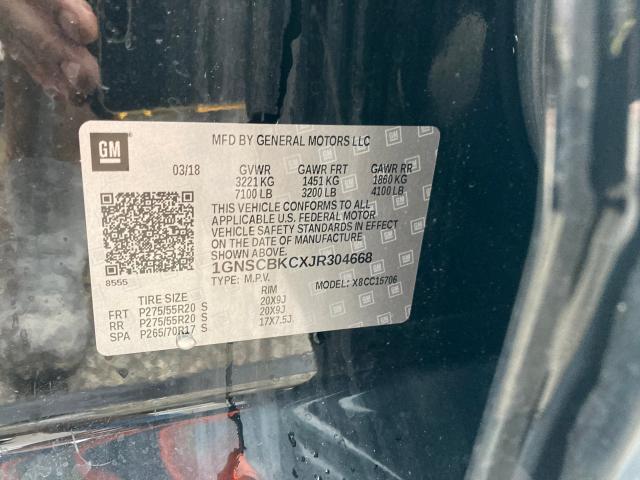 GM
MFD BY GENERAL MOTORS LLC
03/18 GVWR GAWR FRT GAWR RR
3221 KG 1451 KG 1860 KG
7100 LB 3200 LB 4100 LB
THIS VEHICLE CONFORMS TO ALL
APPLICABLE U.S. FEDERAL MOTOR
VEHICLE SAFETY STANDARDS IN EFFECT
ON THE DATE OF MANUFACTURE
SHOWN ABOVE.
8555 1GNSCBKCXJR304668
TYPE: M.P.V. MODEL: X8CC15706
TIRE SIZE RIM
FRT P275/55R20 S 20X9J
RR P275/55R20 S 20X9J
SPA P265/70R17 S 17X7.5J